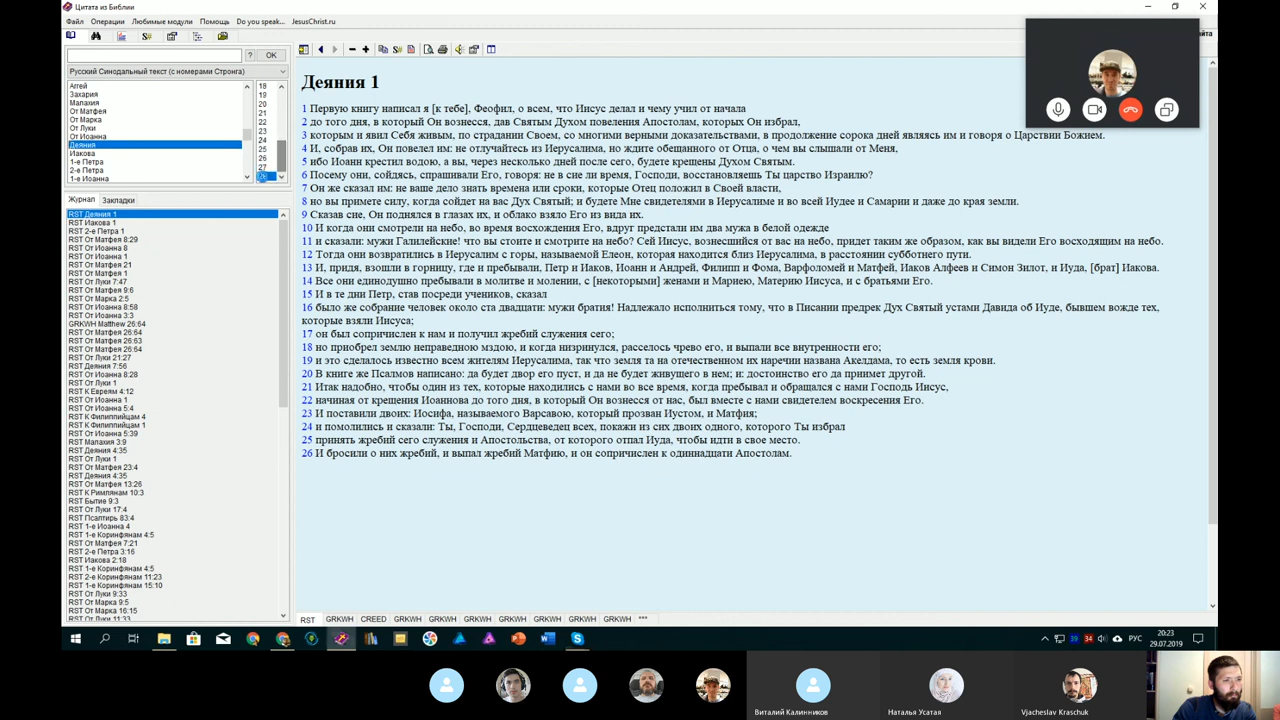 Цитата из Библии
Файл Операции Любимые модули Помощь Do you speak... JesusChrist.ru
? OK
Русский Синодальный текст (с номерами Стронга)
Аггей
Захария
Малахия
От Матфея
От Марка
От Луки
От Иоанна
Деяния
Иакова
1-е Петра
2-е Петра
1-е Иоанна
18
19
20
21
22
23
24
25
26
27
28
Журнал Закладки
RST Деяния 1
RST Иакова 1
RST 2-е Петра 1
RST От Матфея 8:29
RST От Иоанна 8
RST От Иоанна 1
RST От Матфея 21
RST От Матфея 1
RST От Луки 7:47
RST От Матфея 9:6
RST От Марка 2:5
RST От Иоанна 8:58
RST От Иоанна 3:3
GRKWH Matthew 26:64
RST От Матфея 26:64
RST От Матфея 26:63
RST От Матфея 26:64
RST От Луки 21:27
RST Деяния 7:56
RST От Иоанна 8:28
RST От Луки 1
RST К Евреям 4:12
RST От Иоанна 1
RST От Иоанна 5:4
RST К Филиппийцам 4
RST К Филиппийцам 1
RST От Иоанна 5:39
RST Малахия 3:9
RST Деяния 4:35
RST От Луки 1
RST От Матфея 23:4
RST Деяния 4:35
RST От Матфея 13:26
RST К Римлянам 10:3
RST Бытие 9:3
RST От Луки 17:4
RST Псалтирь 83:4
RST 1-е Иоанна 4
RST 1-е Коринфянам 4:5
RST От Матфея 7:21
RST 2-е Петра 3:16
RST Иакова 2:18
RST 1-е Коринфянам 4:5
RST 2-е Коринфянам 11:23
RST 1-е Коринфянам 15:10
RST От Луки 9:33
RST От Марка 9:5
RST От Марка 16:15
RST От Луки 11:33
Деяния 1
1 Первую книгу написал я [к тебе], Феофил, о всем, что Иисус делал и чему учил от начала
2 до того дня, в который Он вознесся, дав Святым Духом повеления Апостолам, которых Он избрал,
3 которым и явил Себя живым, по страдании Своем, со многими верными доказательствами, в продолжение сорока дней являясь им и говоря о Царствии Божием.
4 И, собрав их, Он повелел им: не отлучайтесь из Иерусалима, но ждите обещанного от Отца, о чем вы слышали от Меня,
5 ибо Иоанн крестил водою, а вы, через несколько дней после сего, будете крещены Духом Святым.
6 Посему они, сойдясь, спрашивали Его, говоря: не в сие ли время, Господи, восстановляешь Ты царство Израилю?
7 Он же сказал им: не ваше дело знать времена или сроки, которые Отец положил в Своей власти,
8 но вы примете силу, когда сойдет на вас Дух Святый; и будете Мне свидетелями в Иерусалиме и во всей Иудее и Самарии и даже до края земли.
9 Сказав сие, Он поднялся в глазах их, и облако взяло Его из вида их.
10 И когда они смотрели на небо, во время восхождения Его, вдруг предстали им два мужа в белой одежде
11 и сказали: мужи Галилейские! что вы стоите и смотрите на небо? Сей Иисус, вознесшийся от вас на небо, придет таким же образом, как вы видели Его восходящим на небо.
12 Тогда они возвратились в Иерусалим с горы, называемой Елеон, которая находится близ Иерусалима, в расстоянии субботнего пути.
13 И, придя, взошли в горницу, где и пребывали, Петр и Иаков, Иоанн и Андрей, Филипп и Фома, Варфоломей и Матфей, Иаков Алфеев и Симон Зилот, и Иуда, [брат] Иакова.
14 Все они единодушно пребывали в молитве и молении, с [некоторыми] женами и Мариею, Материю Иисуса, и с братьями Его.
15 И в те дни Петр, став посреди учеников, сказал
16 было же собрание человек около ста двадцати: мужи братия! Надлежало исполниться тому, что в Писании предрек Дух Святый устами Давида об Иуде, бывшем вожде тех,
которые взяли Иисуса;
17 он был сопричислен к нам и получил жребий служения сего;
18 но приобрел землю неправедною мздою, и когда низринулся, расселось чрево его, и выпали все внутренности его;
19 и это сделалось известно всем жителям Иерусалима, так что земля та на отечественном их наречии названа Акелдама, то есть земля крови.
20 В книге же Псалмов написано: да будет двор его пуст, и да не будет живущего в нем; и: достоинство его да приимет другой.
21 Итак надобно, чтобы один из тех, которые находились с нами во все время, когда пребывал и обращался с нами Господь Иисус,
22 начиная от крещения Иоаннова до того дня, в который Он вознесся от нас, был вместе с нами свидетелем воскресения Его.
23 И поставили двоих: Иосифа, называемого Варсавою, который прозван Иустом, и Матфия;
24 и помолились и сказали: Ты, Господи, Сердцеведец всех, покажи из сих двоих одного, которого Ты избрал
25 принять жребий сего служения и Апостольства, от которого отпал Иуда, чтобы идти в свое место.
26 И бросили о них жребий, и выпал жребий Матфию, и он сопричислен к одиннадцати Апостолам.
RST GRKWH CREED GRKWH GRKWH GRKWH GRKWH GRKWH GRKWH ***
39 34 РУС 20:23
29.07.2019
Виталий Калинников Наталья Усатая Vjacheslav Kraschuk